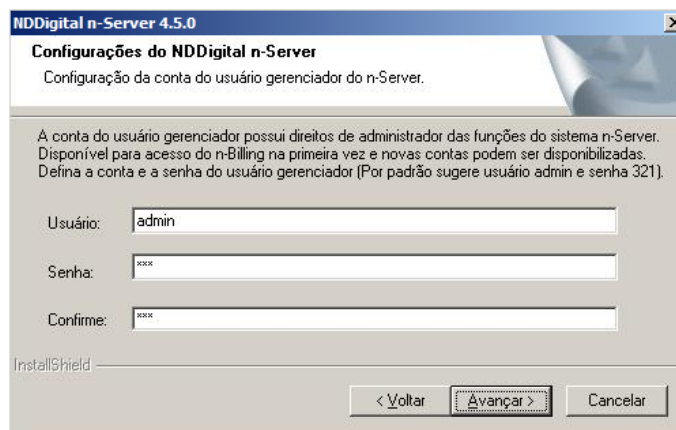 NDDigital n-Server 4.5.0
Configurações do NDDigital n-Server
Configuração da conta do usuário gerenciador do n-Server.
A conta do usuário gerenciador possui direitos de administrador das funções do sistema n-Server.
Disponível para acesso do n-Billing na primeira vez e novas contas podem ser disponibilizadas.
Defina a conta e a senha do usuário gerenciador (Por padrão sugere usuário admin e senha 321).
Usuário: admin
Senha: ***
Confirme: ***
InstallShield
< Voltar Avançar > Cancelar